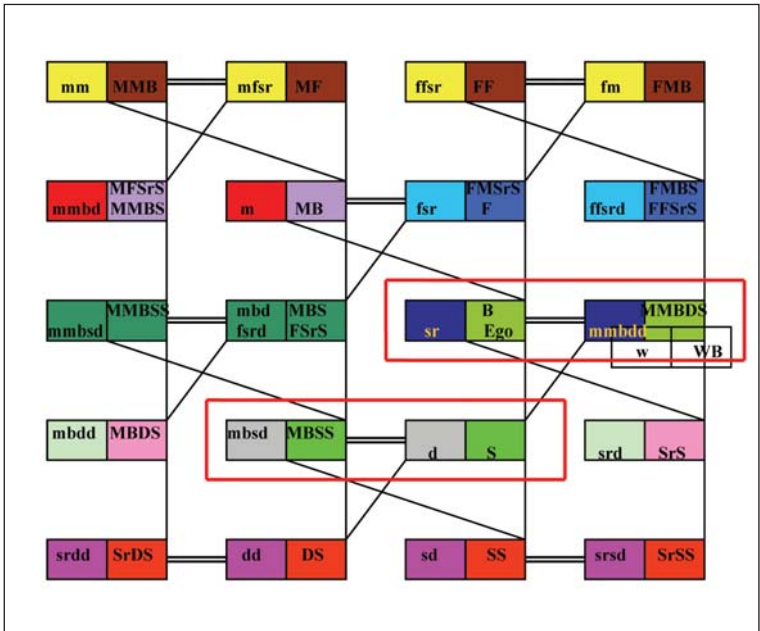 mm MMB mfsr MF ffsr FF fm FMB
MFSrS FMSrS FMBS
mmbd MMBS m MB fsr F ffsrd FFSrS
MMBSS mbd MBS B MMBDS
mmbsd fsrd FSrS sr Ego mmbdd
w WB
mbdd MBDS mbsd MBSS d S srd SrS
srdd SrDS dd DS sd SS srsd SrSS